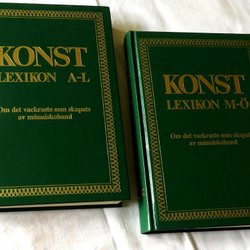 KONST
LEXIKON A-L
Om det vackraste som skapats
av människohand
KONST
LEXIKON M-Ö
Om det vackraste som skapats
av människohand